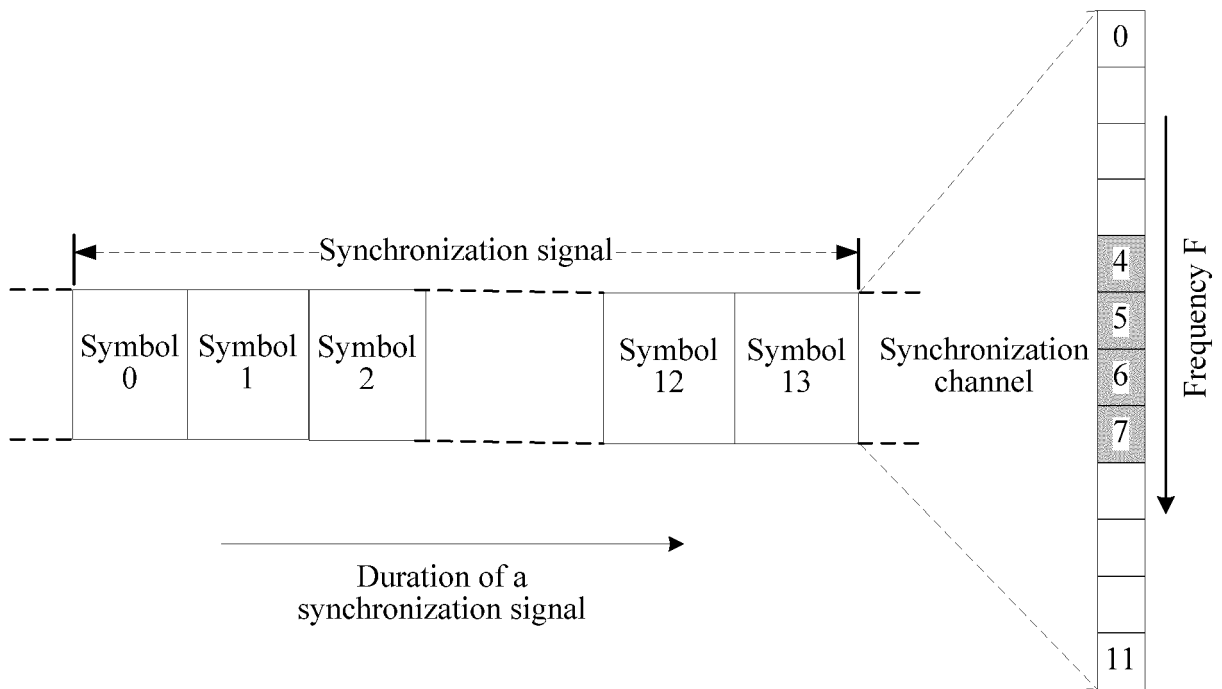 0
4
5
6
7
11
Frequency F
Synchronization signal
Symbol
0
Symbol
1
Symbol
2
Symbol
12
Symbol
13
Synchronization
channel
Duration of a
synchronization signal